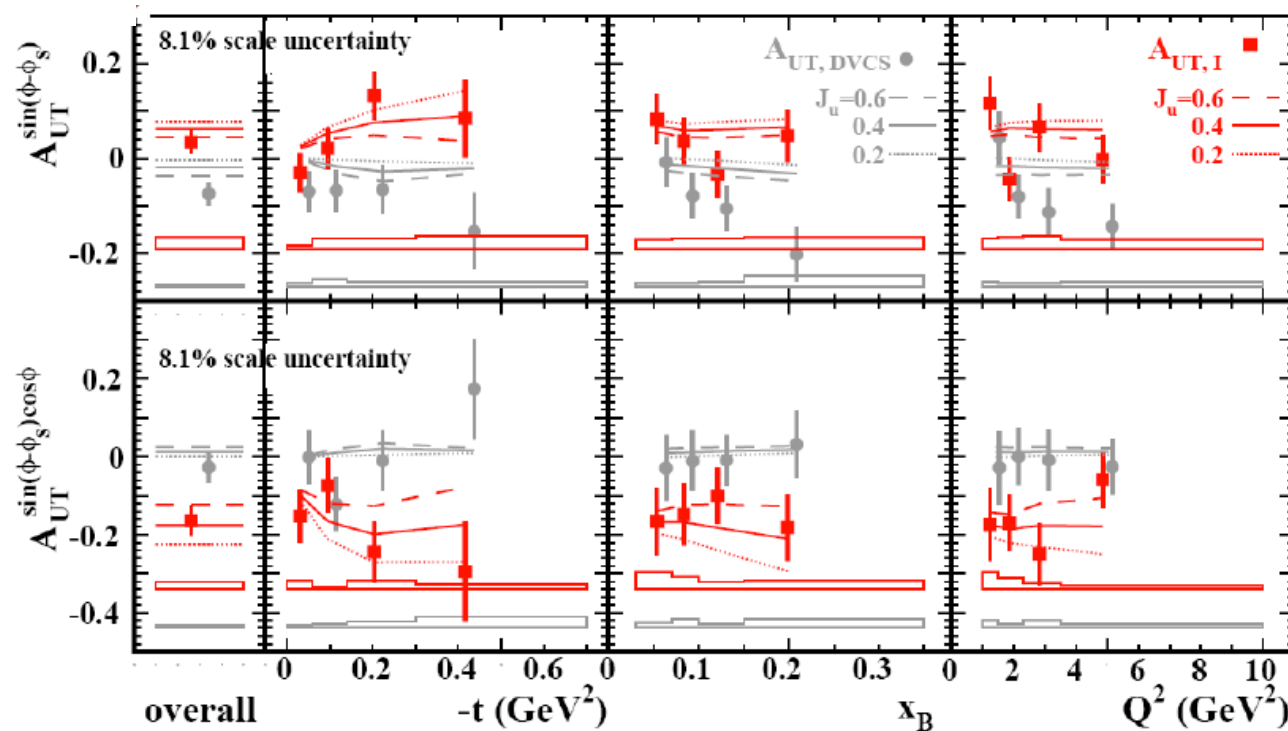 8.1% scale uncertainty
A_UT^sin(ϕ-ϕ_s)
0.2
0
-0.2
A_UT, DVCS
J_u=0.6
0.4
0.2
A_UT, I
J_u=0.6
0.4
0.2
8.1% scale uncertainty
A_UT^sin(ϕ-ϕ_s)cosϕ
0.2
0
-0.2
-0.4
0 0.2 0.4 0.6
0.1 0.2 0.3
0 2 4 6 8 10
overall
-t (GeV²)
x_B
Q² (GeV²)